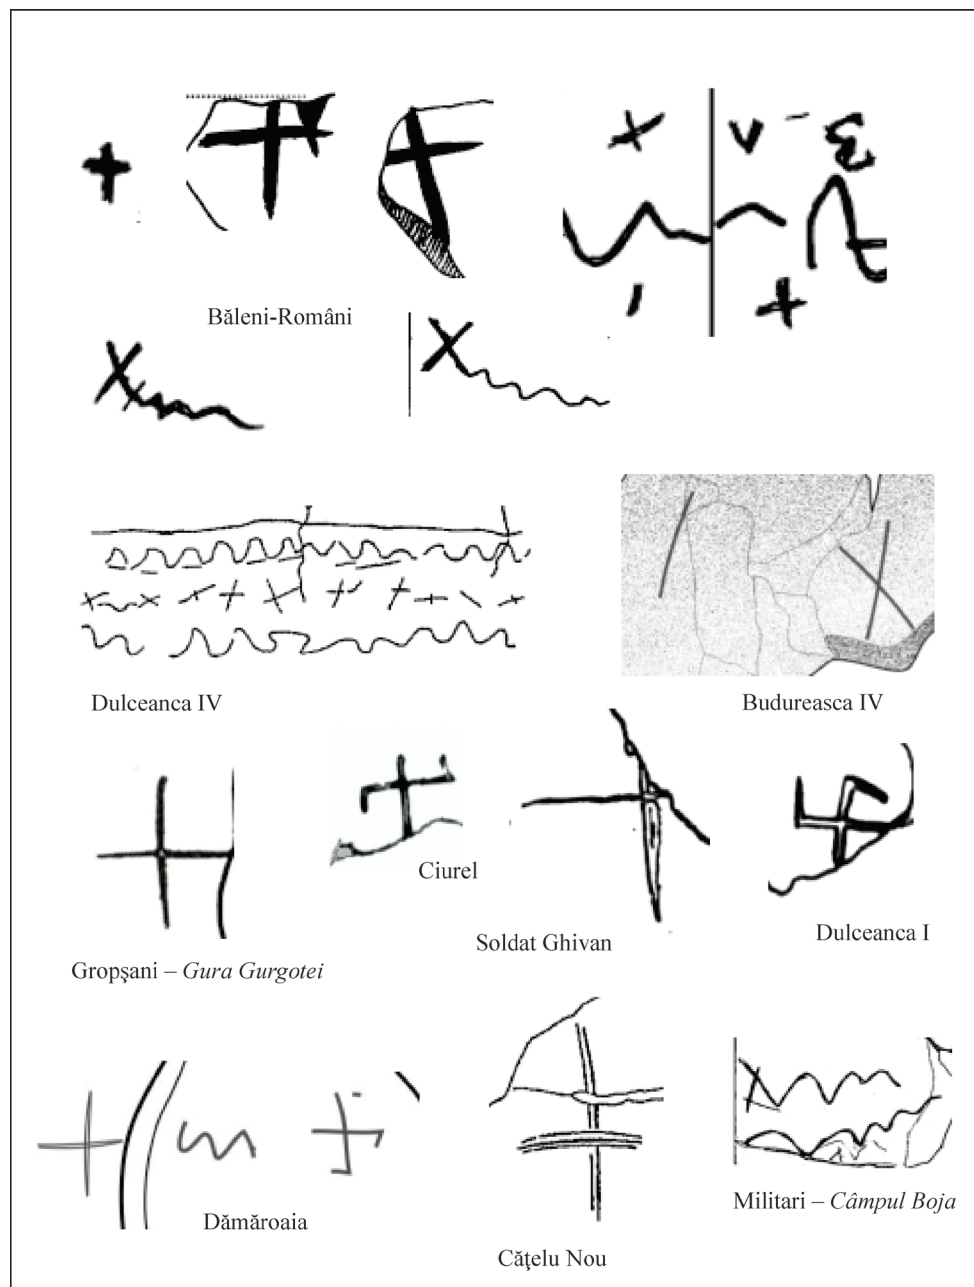 Băleni-Români
Dulceanca IV
Budureasca IV
Ciurel
Soldat Ghivan
Dulceanca I
Gropşani – Gura Gurgotei
Dămăroaia
Militari – Câmpul Boja
Căţelu Nou